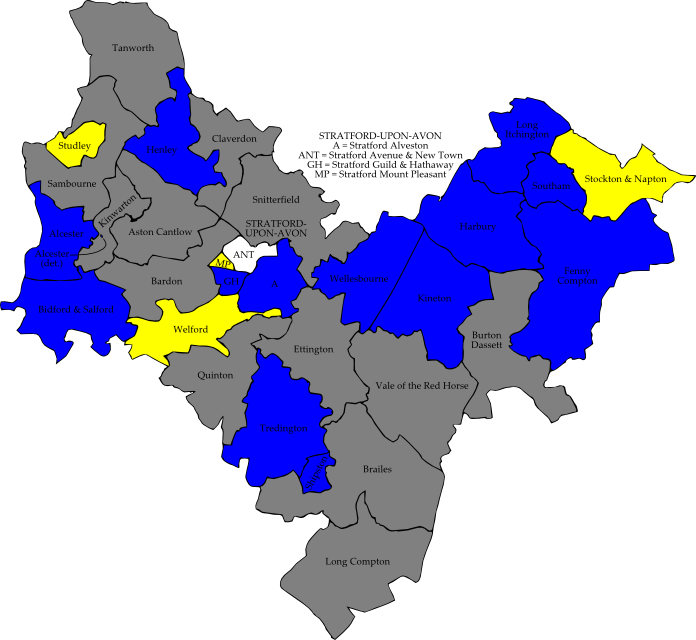 Tanworth
STRATFORD-UPON-AVON
A = Stratford Alveston
ANT = Stratford Avenue & New Town
GH = Stratford Guild & Hathaway
MP = Stratford Mount Pleasant
Long
Itchington
Studley
Henley
Claverdon
Stockton & Napton
Sambourne
Southam
Snitterfield
Kinwarton
Aston Cantlow
STRATFORD-
UPON-AVON
Harbury
Alcester
Alcester
(det.)
ANT
MP
Bardon
GH
A
Wellesbourne
Fenny
Compton
Kineton
Bidford & Salford
Welford
Burton
Dassett
Ettington
Quinton
Vale of the Red Horse
Tredington
Brailes
Shipston
Long Compton